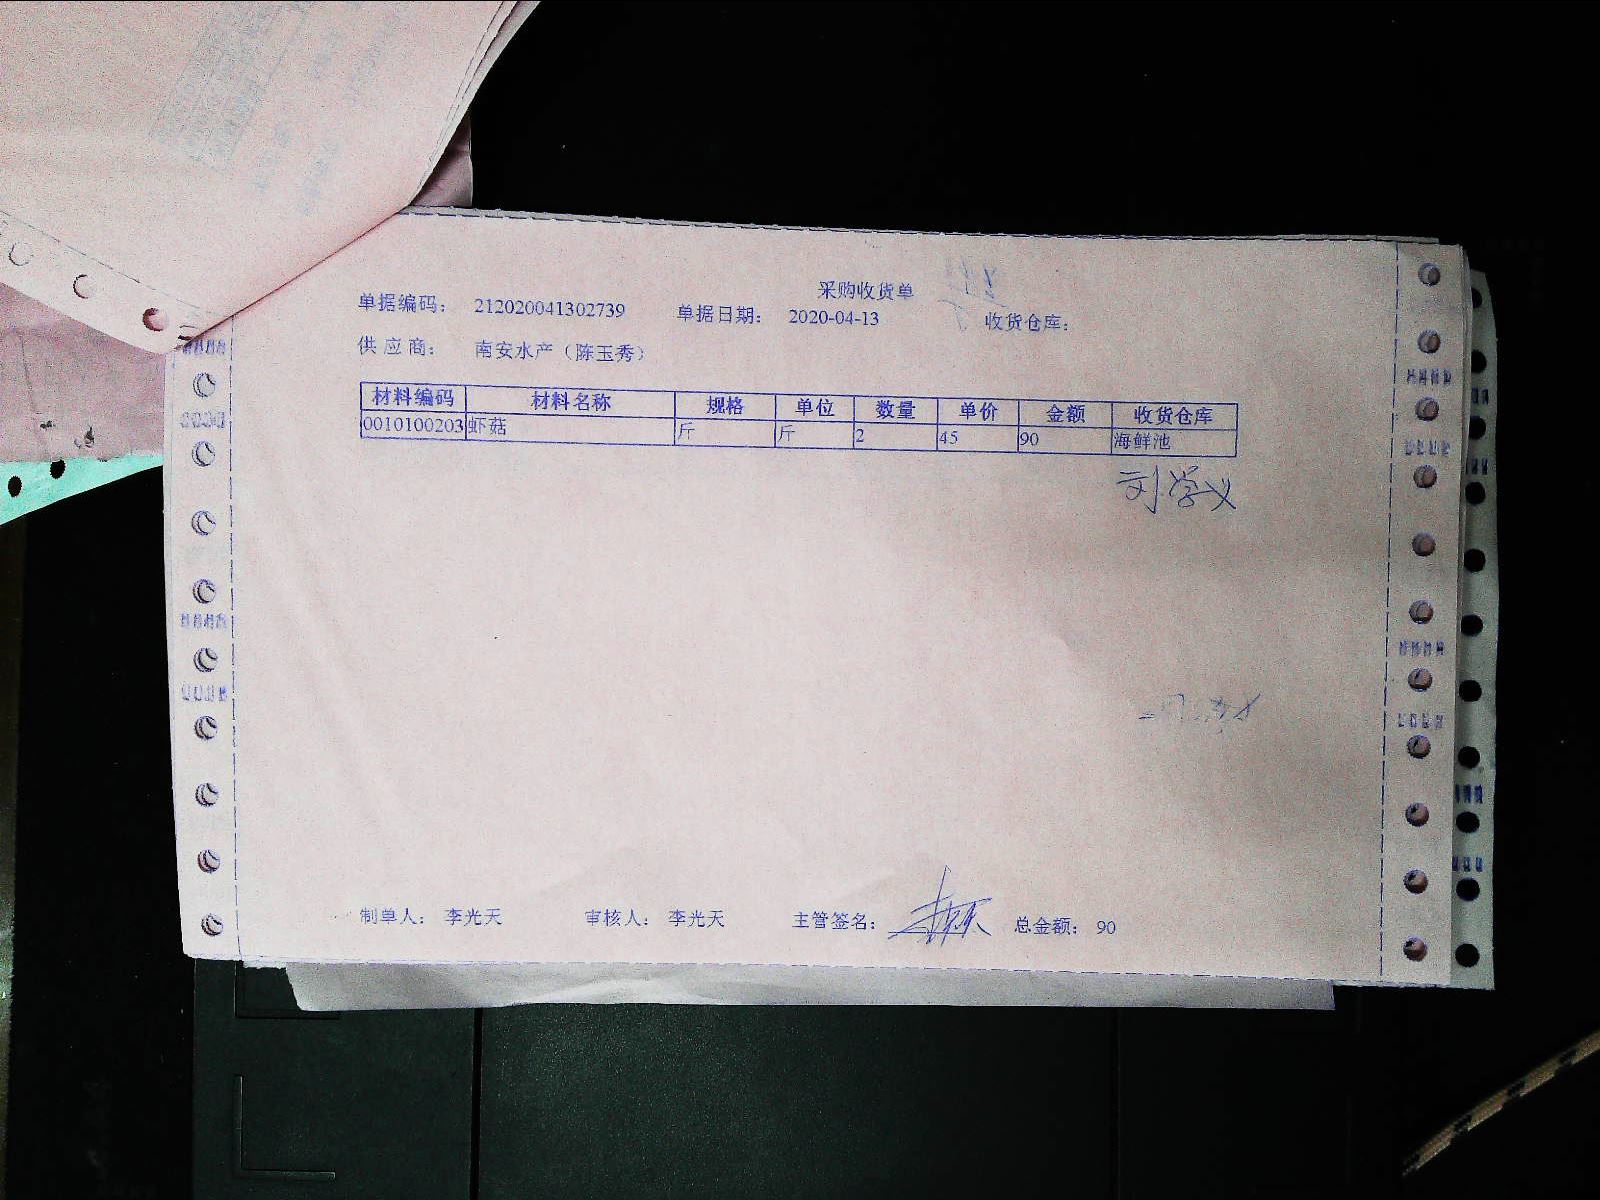 采购收货单
单据编码： 212020041302739 单据日期： 2020-04-13 收货仓库：
供应商： 南安水产（陈玉秀）
材料编码 材料名称 规格 单位 数量 单价 金额 收货仓库
0010100203 虾菇 斤 斤 2 45 90 海鲜池
刘学义
制单人： 李光天 审核人： 李光天 主管签名： 总金额： 90